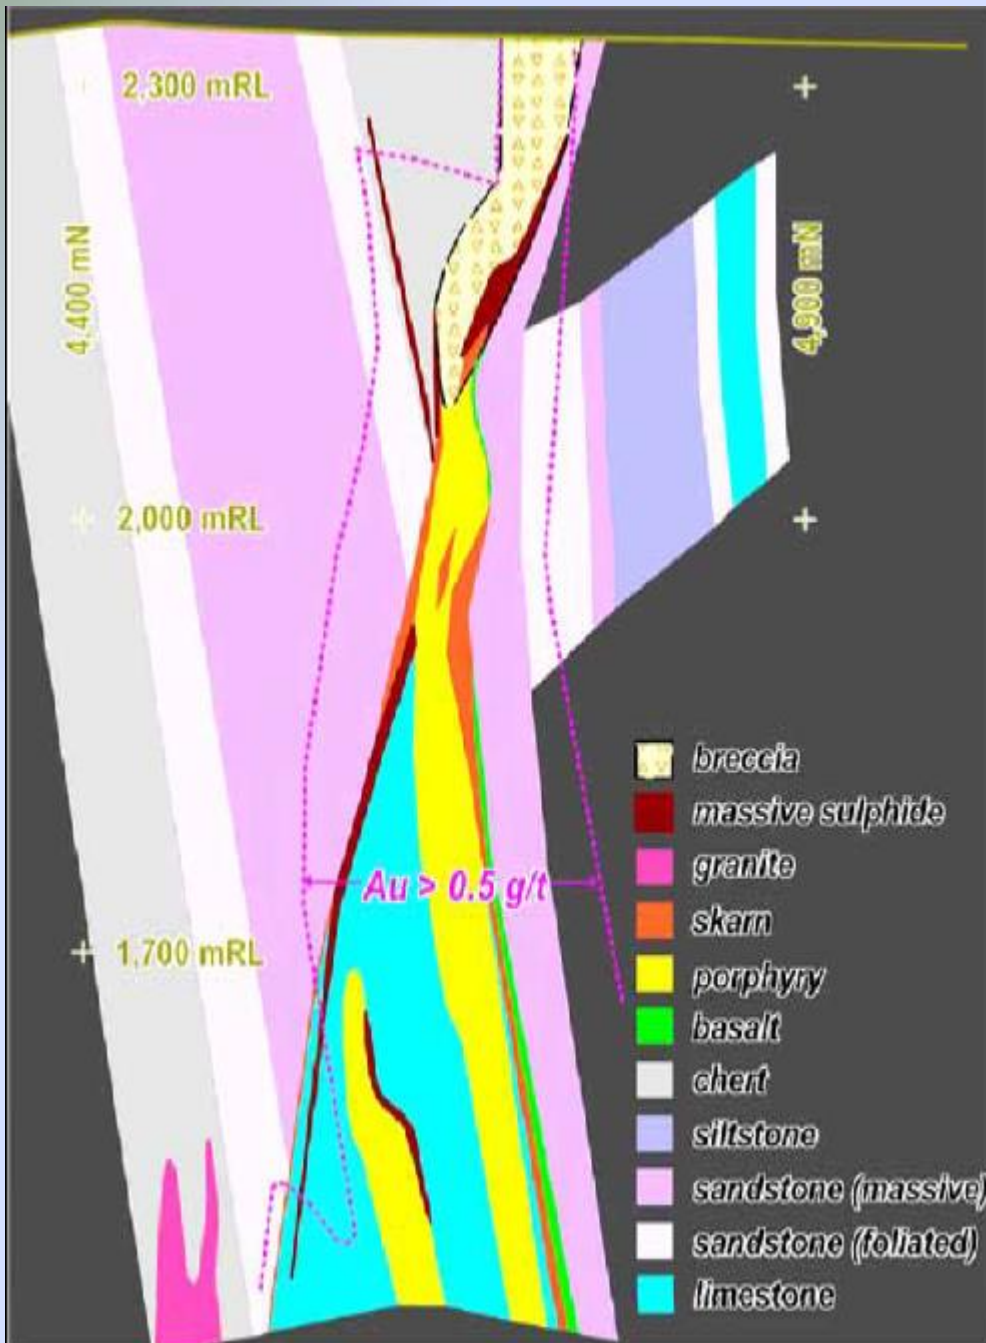 2,300 mRL
4,400 mN
4,900 mN
2,000 mRL
Au > 0.5 g/t
1,700 mRL
breccia
massive sulphide
granite
skarn
porphyry
basalt
chert
siltstone
sandstone (massive)
sandstone (foliated)
limestone